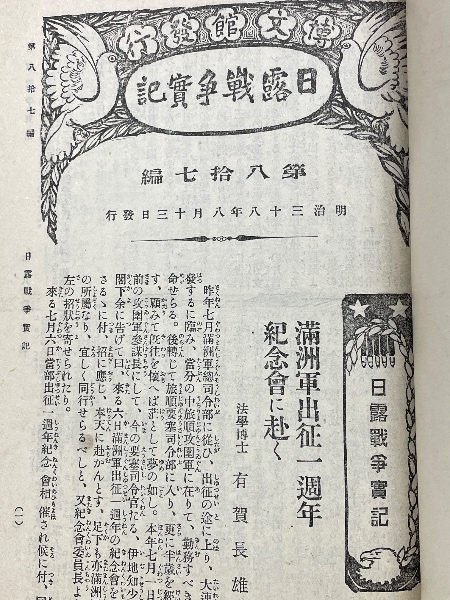 博文館發行
日露戰爭實記
第八拾七編
明治三十八年八月十三日發行
日露戰爭實記
滿洲軍出征一週年
紀念會に赴く
法學博士 有賀長雄
昨年七月滿洲軍總司令部に從ひ、出征の途に上り、大連
發するに臨み、當分の中旅順攻圍軍に在りて、勤務すべき
命せらる。後轉じて旅順要塞司令部に入り、更に半歳を經
す、顧みて既往を懷へば茫として夢の如し。本年七月一日
前の攻圍軍參謀長にして、今の要塞司令官たる、伊地知少
閣下余に告げて曰、來る六日滿洲軍出征一週年の紀念會を
さるゝに付、招に應じ、奉天に赴かんとす、足下も亦滿洲
の所屬なり、宜しく同行せらるべしと、又紀念會委員長よ
左の招狀を寄せられたり。
來る七月六日當部出征一週年紀念會相催され候に付、
第八拾七編
日露戰爭實記
(一)